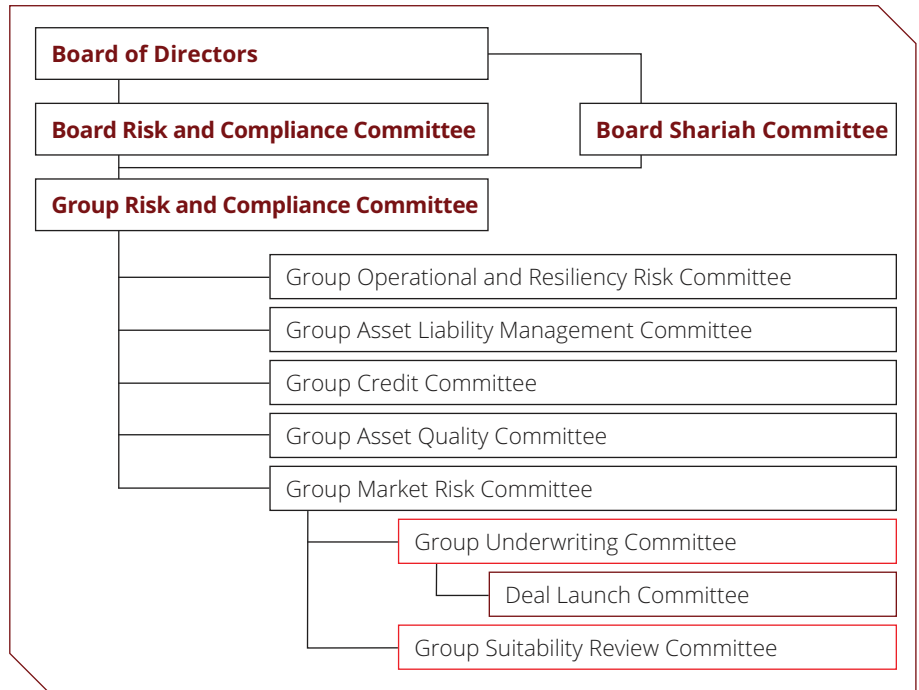 Board of Directors
Board Risk and Compliance Committee
Board Shariah Committee
Group Risk and Compliance Committee
Group Operational and Resiliency Risk Committee
Group Asset Liability Management Committee
Group Credit Committee
Group Asset Quality Committee
Group Market Risk Committee
Group Underwriting Committee
Deal Launch Committee
Group Suitability Review Committee